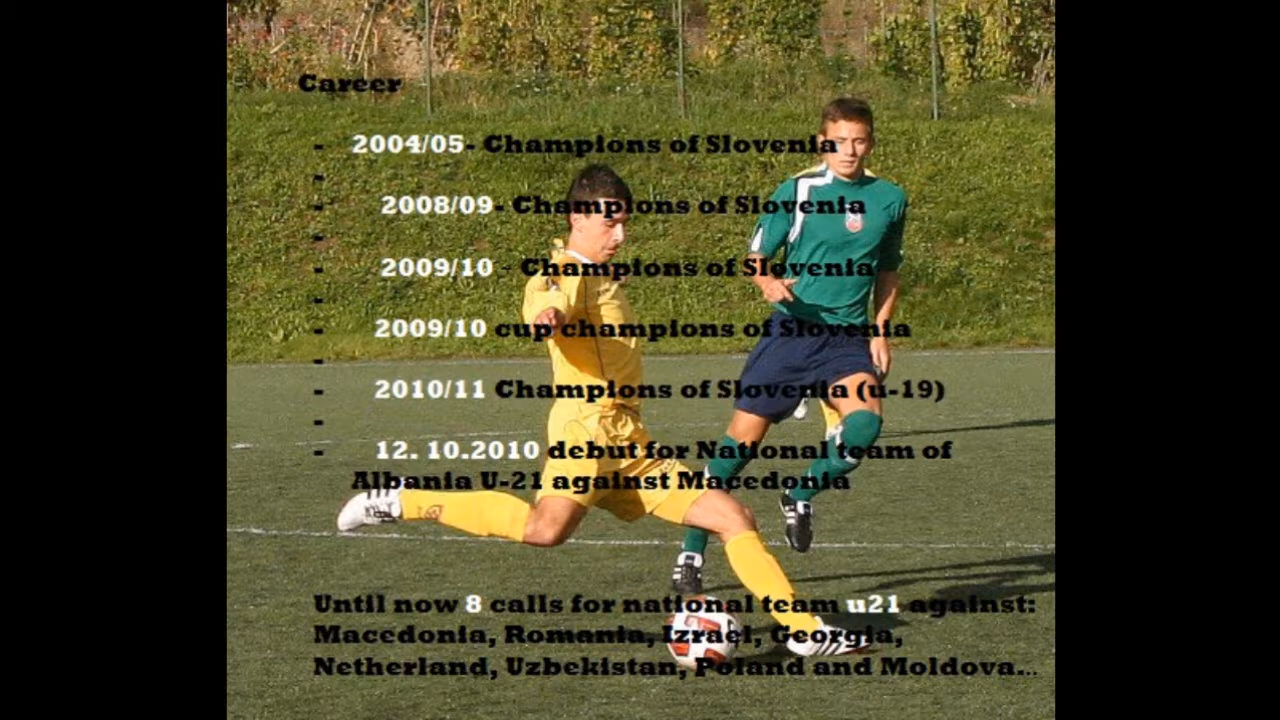 Career
- 2004/05- Champions of Slovenia
-
- 2008/09- Champions of Slovenia
-
- 2009/10 - Champions of Slovenia
-
- 2009/10 cup champions of Slovenia
-
- 2010/11 Champions of Slovenia (u-19)
-
- 12. 10.2010 debut for National team of
Albania U-21 against Macedonia
Until now 8 calls for national team u21 against:
Macedonia, Romania, Izrael, Georgia,
Netherland, Uzbekistan, Poland and Moldova...